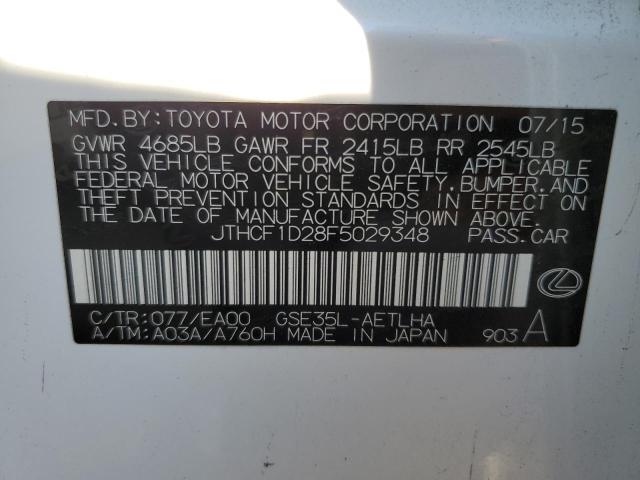 MFD.BY:TOYOTA MOTOR CORPORATION 07/15
GVWR 4685LB GAWR FR 2415LB RR 2545LB
THIS VEHICLE CONFORMS TO ALL APPLICABLE
FEDERAL MOTOR VEHICLE SAFETY,BUMPER,AND
THEFT PREVENTION STANDARDS IN EFFECT ON
THE DATE OF MANUFACTURE SHOWN ABOVE.
JTHCF1D28F5029348 PASS.CAR
C/TR:077/EA00 GSE35L-AETLHA
A/TM:A03A/A760H MADE IN JAPAN 903 A